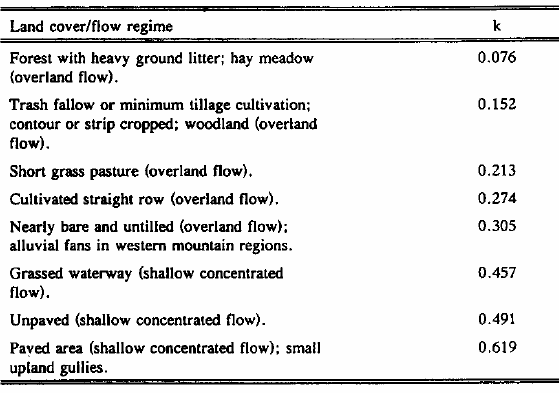 Land cover/flow regime k
Forest with heavy ground litter; hay meadow 0.076
(overland flow).
Trash fallow or minimum tillage cultivation; 0.152
contour or strip cropped; woodland (overland
flow).
Short grass pasture (overland flow). 0.213
Cultivated straight row (overland flow). 0.274
Nearly bare and untilled (overland flow); 0.305
alluvial fans in western mountain regions.
Grassed waterway (shallow concentrated 0.457
flow).
Unpaved (shallow concentrated flow). 0.491
Paved area (shallow concentrated flow); small 0.619
upland gullies.